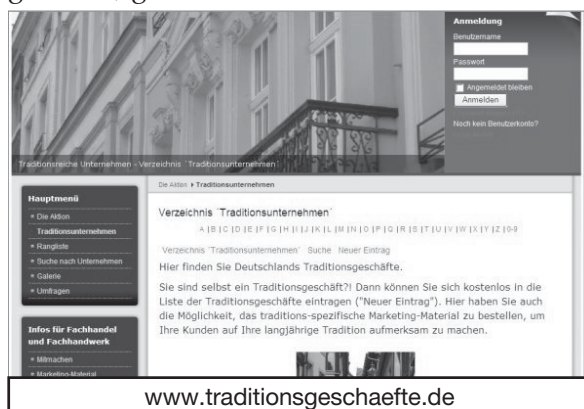 Anmeldung
Benutzername
Passwort
Angemeldet bleiben
Anmelden
Noch kein Benutzerkonto?
Traditionsreiche Unternehmen - Verzeichnis ´Traditionsunternehmen´
Die Aktion Traditionsunternehmen
Hauptmenü
Die Aktion
Traditionsunternehmen
Rangliste
Suche nach Unternehmen
Galerie
Umfragen
Infos für Fachhandel
und Fachhandwerk
Mitmachen
Marketing-Material
Verzeichnis ´Traditionsunternehmen´
A | B | C | D | E | F | G | H | I | J | K | L | M | N | O | P | Q | R | S | T | U | V | W | X | Y | Z | 0-9
Verzeichnis ´Traditionsunternehmen´ Suche Neuer Eintrag
Hier finden Sie Deutschlands Traditionsgeschäfte.
Sie sind selbst ein Traditionsgeschäft?! Dann können Sie sich kostenlos in die
Liste der Traditionsgeschäfte eintragen ("Neuer Eintrag"). Hier haben Sie auch
die Möglichkeit, das traditions-spezifische Marketing-Material zu bestellen, um
Ihre Kunden auf Ihre langjährige Tradition aufmerksam zu machen.
www.traditionsgeschaefte.de